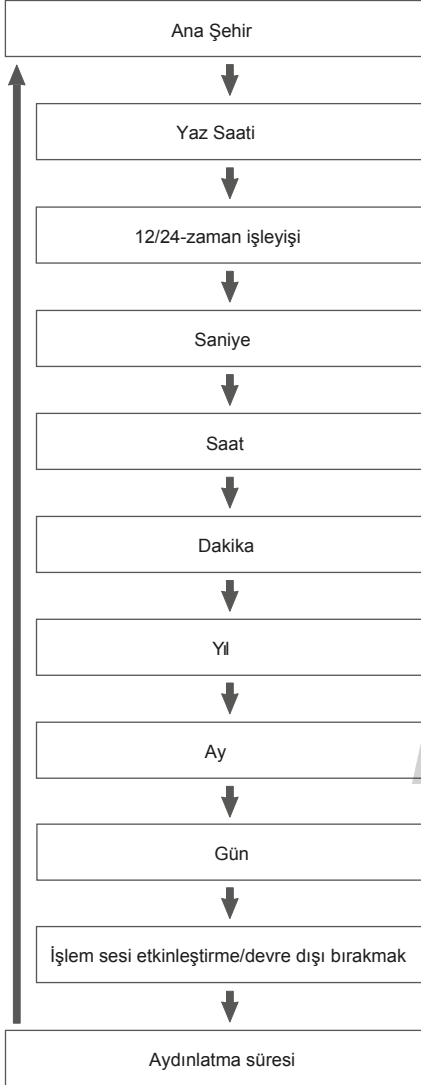 Ana Şehir
Yaz Saati
12/24-zaman işleyişi
Saniye
Saat
Dakika
Yıl
Ay
Gün
İşlem sesi etkinleştirme/devre dışı bırakmak
Aydınlatma süresi